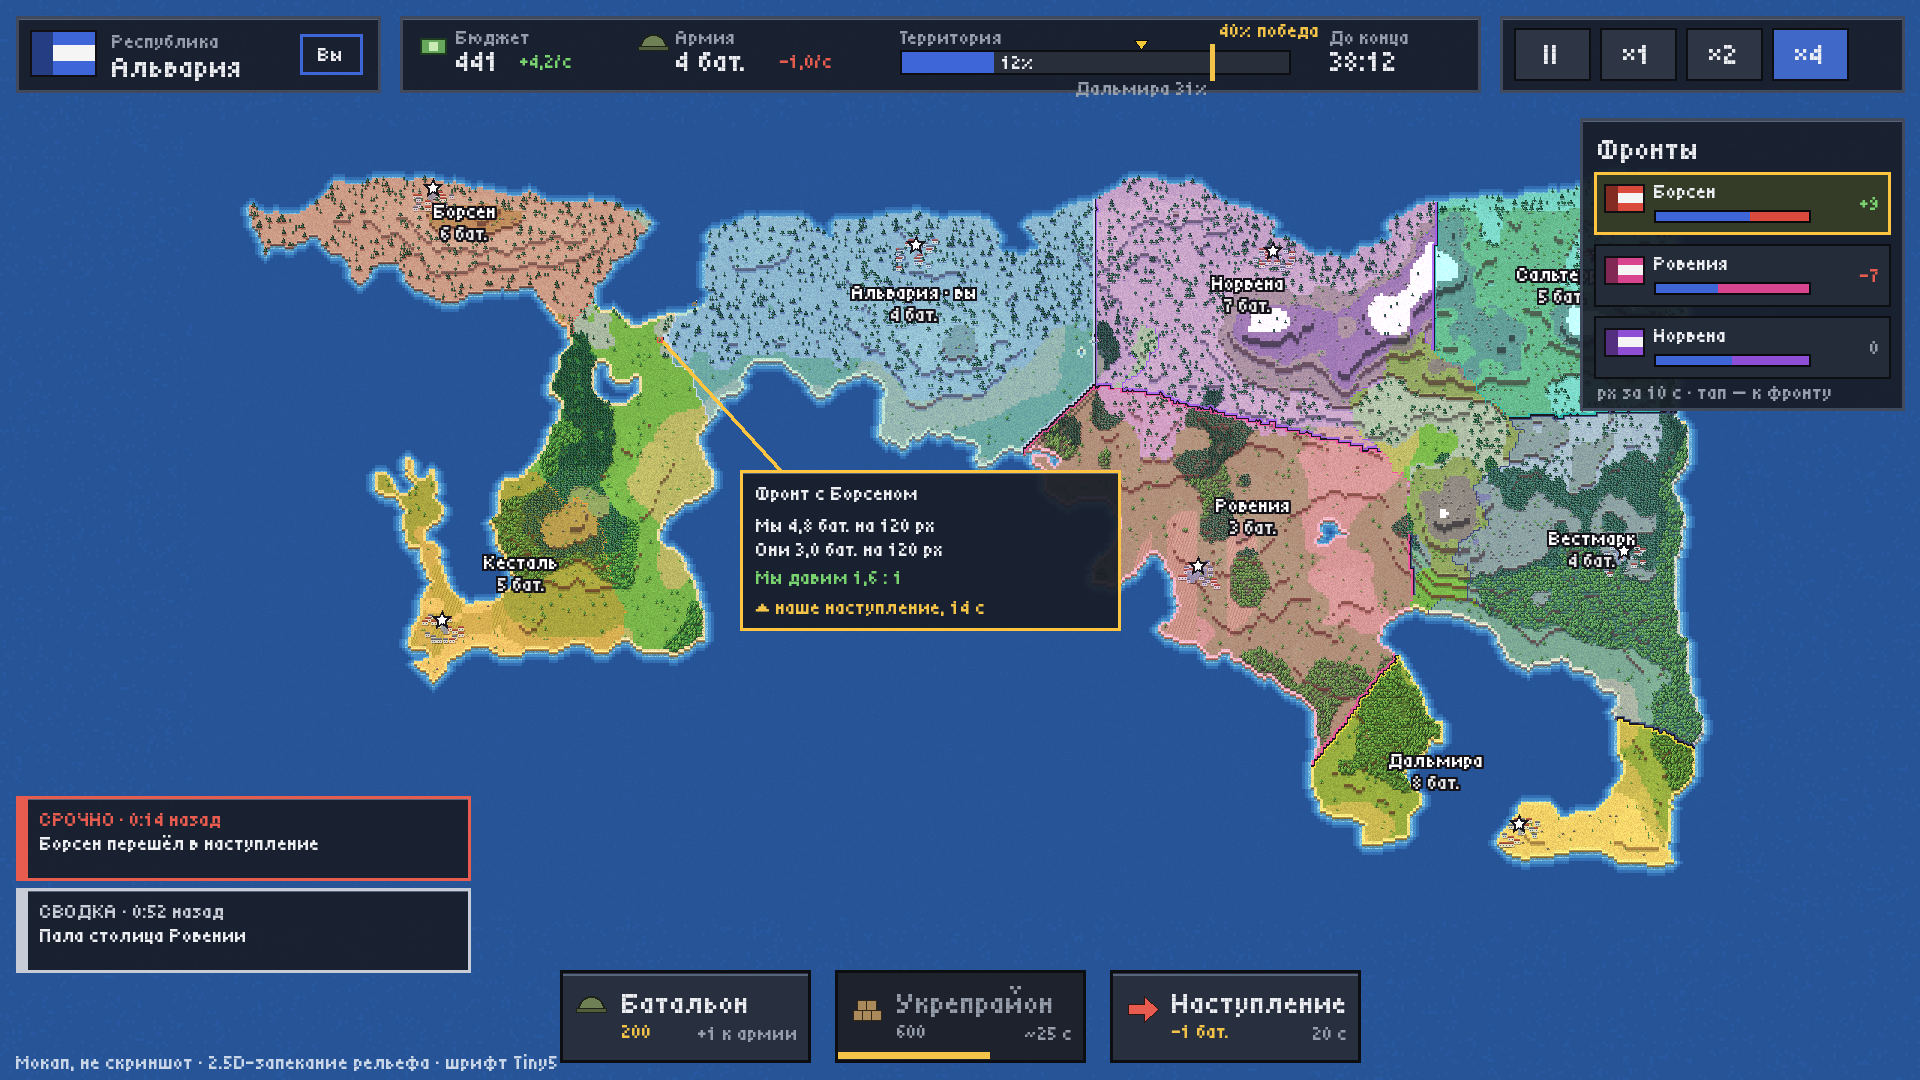 Республика
Альвария
Вы
Бюджет
441 +4,2/с
Армия
4 бат. -1,0/с
Территория
12%
40% победа
Дальмира 31%
До конца
38:12
×1
×2
×4
Фронты
Борсен
+9
Ровения
-7
Норвена
0
px за 10 с · тап — к фронту
Борсен
6 бат.
Альвария · вы
4 бат.
Норвена
7 бат.
5 бат
Кесталь
5 бат.
Ровения
3 бат.
Вестмарк
4 бат.
Дальмира
8 бат.
Фронт с Борсеном
Мы 4,8 бат. на 120 px
Они 3,0 бат. на 120 px
Мы давим 1,6 : 1
наше наступление, 14 с
СРОЧНО · 0:14 назад
Борсен перешёл в наступление
СВОДКА · 0:52 назад
Пала столица Ровении
Батальон
200 +1 к армии
Укрепрайон
600 ~25 с
Наступление
-1 бат. 20 с
Мокап, не скриншот · 2.5D-запекание рельефа · шрифт Tiny5